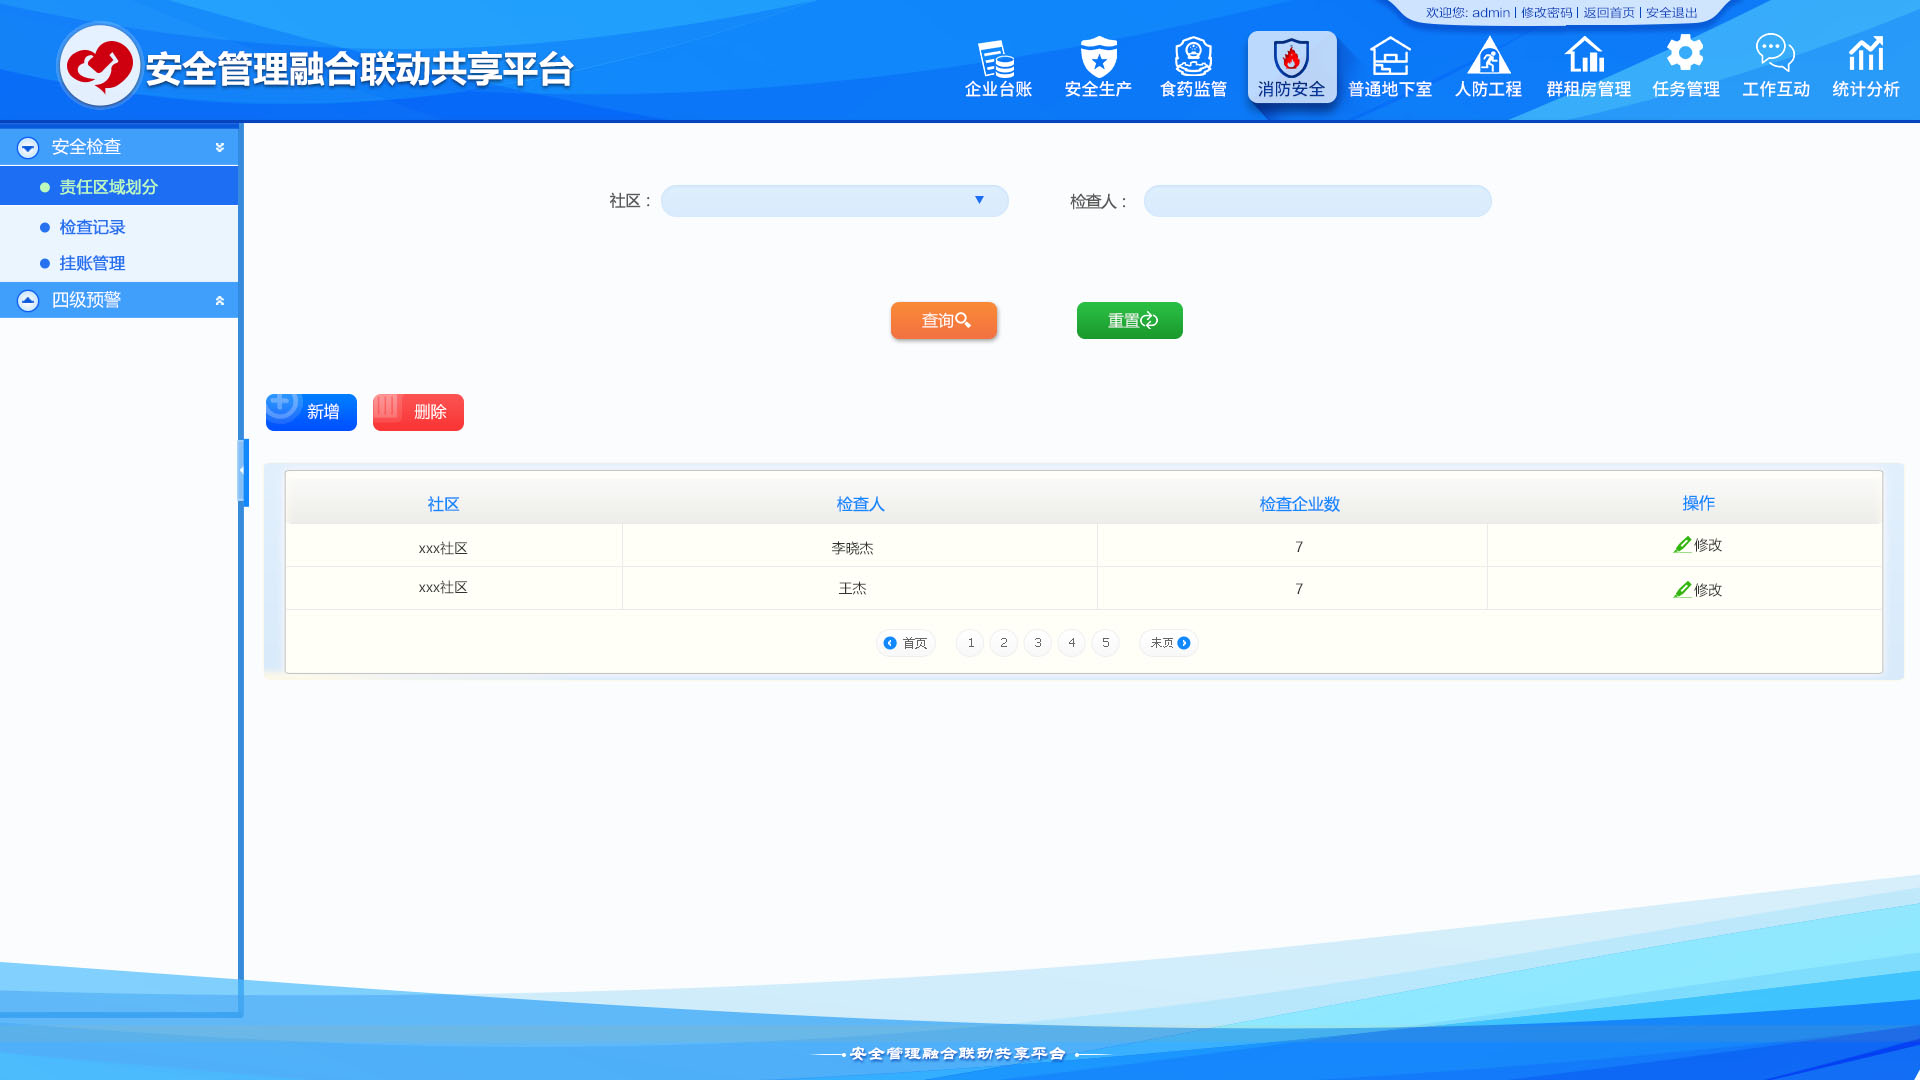 欢迎您: admin | 修改密码 | 返回首页 | 安全退出
安全管理融合联动共享平台
企业台账 安全生产 食药监管 消防安全 普通地下室 人防工程 群租房管理 任务管理 工作互动 统计分析
安全检查
责任区域划分
检查记录
挂账管理
四级预警
社区： 检查人：
查询 重置
新增 删除
社区 检查人 检查企业数 操作
xxx社区 李晓杰 7 修改
xxx社区 王杰 7 修改
首页 1 2 3 4 5 末页
安全管理融合联动共享平台